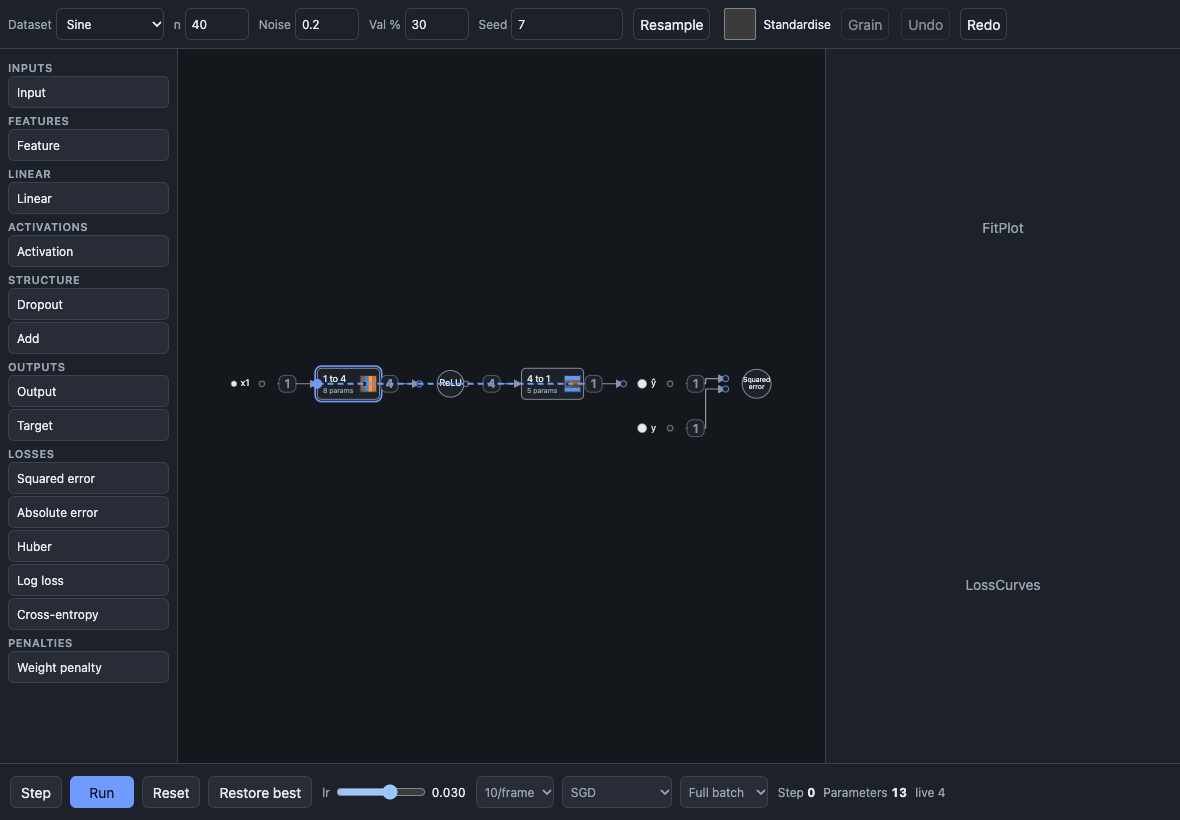 Dataset Sine n 40 Noise 0.2 Val % 30 Seed 7 Resample Standardise Grain Undo Redo
INPUTS
Input
FEATURES
Feature
LINEAR
Linear
ACTIVATIONS
Activation
STRUCTURE
Dropout
Add
OUTPUTS
Output
Target
LOSSES
Squared error
Absolute error
Huber
Log loss
Cross-entropy
PENALTIES
Weight penalty
x1 1 1 to 4 4 ReLU 4 4 to 1 1 ŷ 1 Squared
8 params 5 params error
y 1
FitPlot
LossCurves
Step Run Reset Restore best lr 0.030 10/frame SGD Full batch Step 0 Parameters 13 live 4